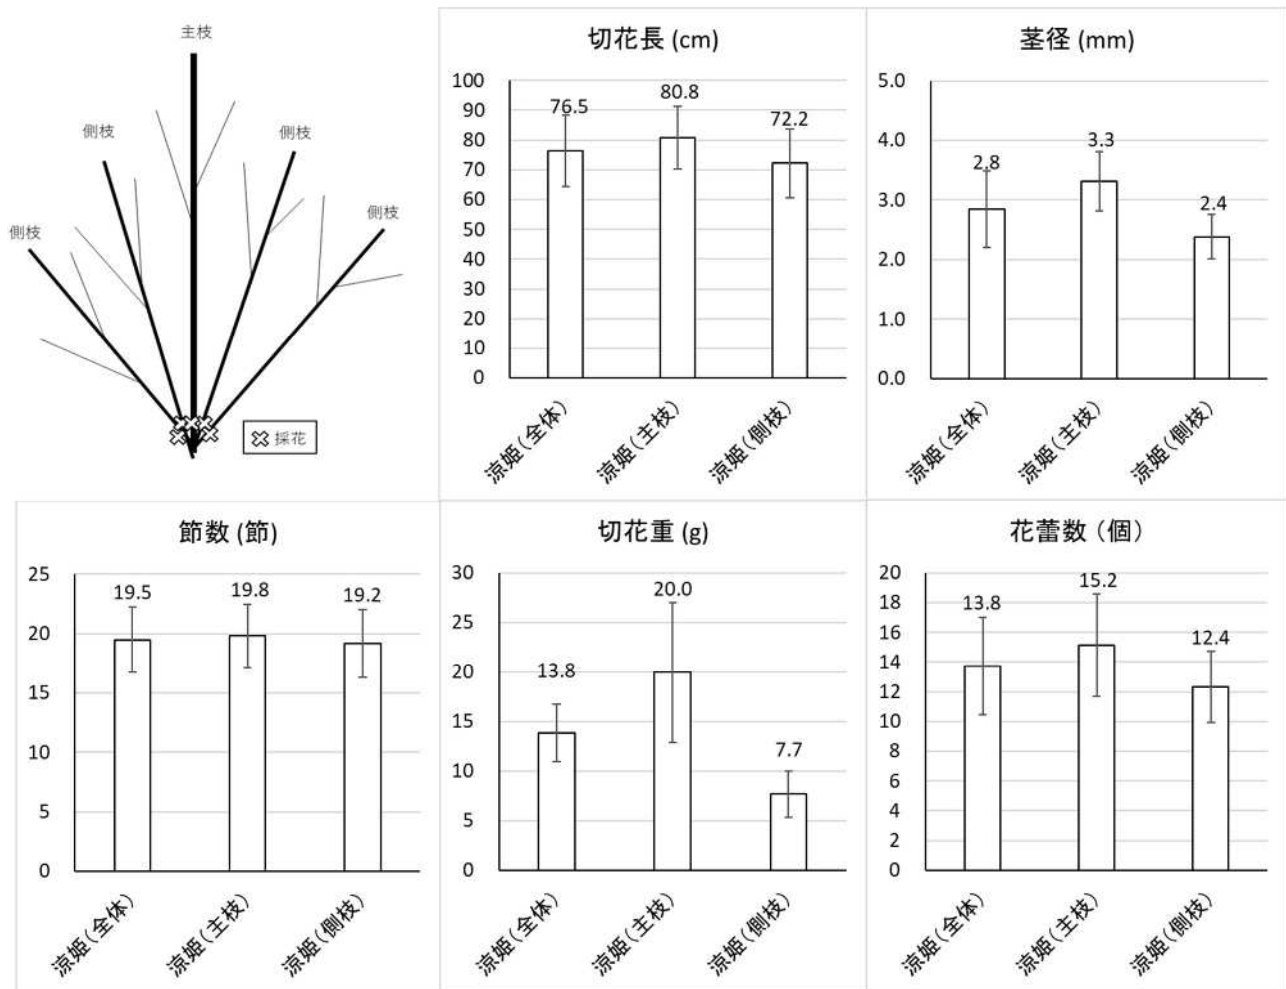 主枝
側枝
側枝
側枝
側枝
採花
切花長 (cm)
100
90
80
70
60
50
40
30
20
10
0
76.5
80.8
72.2
涼姫(全体)
涼姫(主枝)
涼姫(側枝)
茎径 (mm)
5.0
4.0
3.0
2.0
1.0
0.0
2.8
3.3
2.4
涼姫(全体)
涼姫(主枝)
涼姫(側枝)
節数 (節)
25
20
15
10
5
0
19.5
19.8
19.2
涼姫(全体)
涼姫(主枝)
涼姫(側枝)
切花重 (g)
30
25
20
15
10
5
0
13.8
20.0
7.7
涼姫(全体)
涼姫(主枝)
涼姫(側枝)
花蕾数（個）
20
18
16
14
12
10
8
6
4
2
0
13.8
15.2
12.4
涼姫(全体)
涼姫(主枝)
涼姫(側枝)